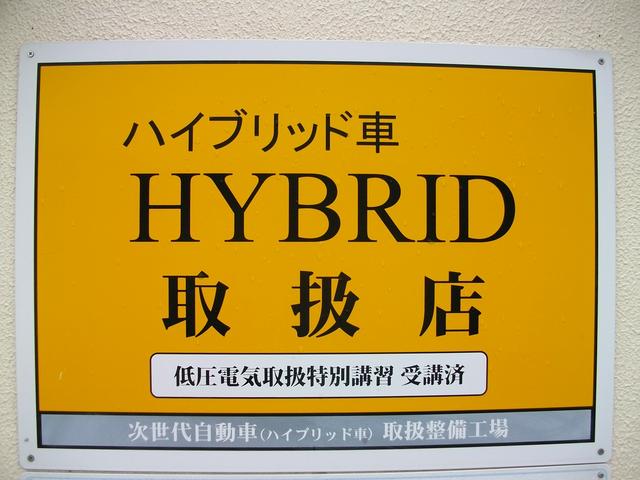 ハイブリッド車
HYBRID
取扱店
低圧電気取扱特別講習 受講済
次世代自動車(ハイブリッド車) 取扱整備工場